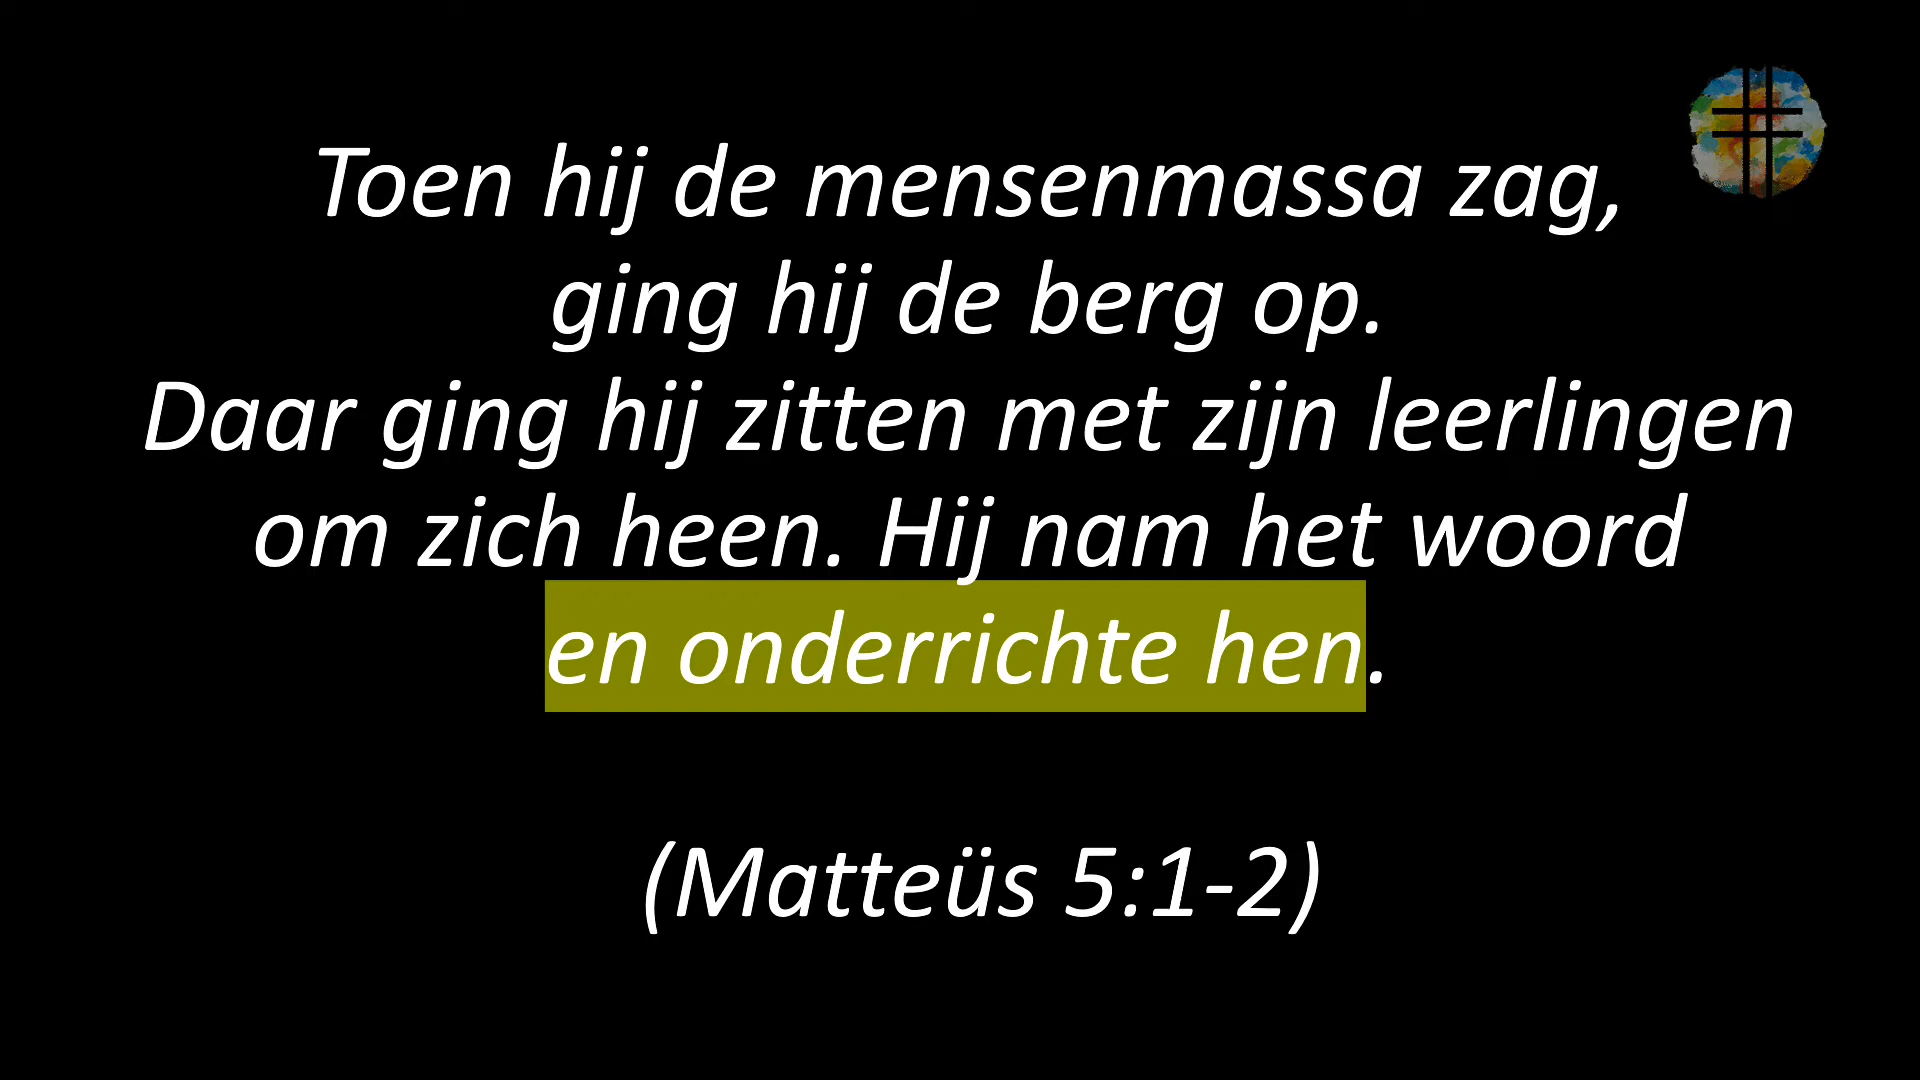 Toen hij de mensenmassa zag,
ging hij de berg op.
Daar ging hij zitten met zijn leerlingen
om zich heen. Hij nam het woord
en onderrichte hen.
(Matteüs 5:1-2)